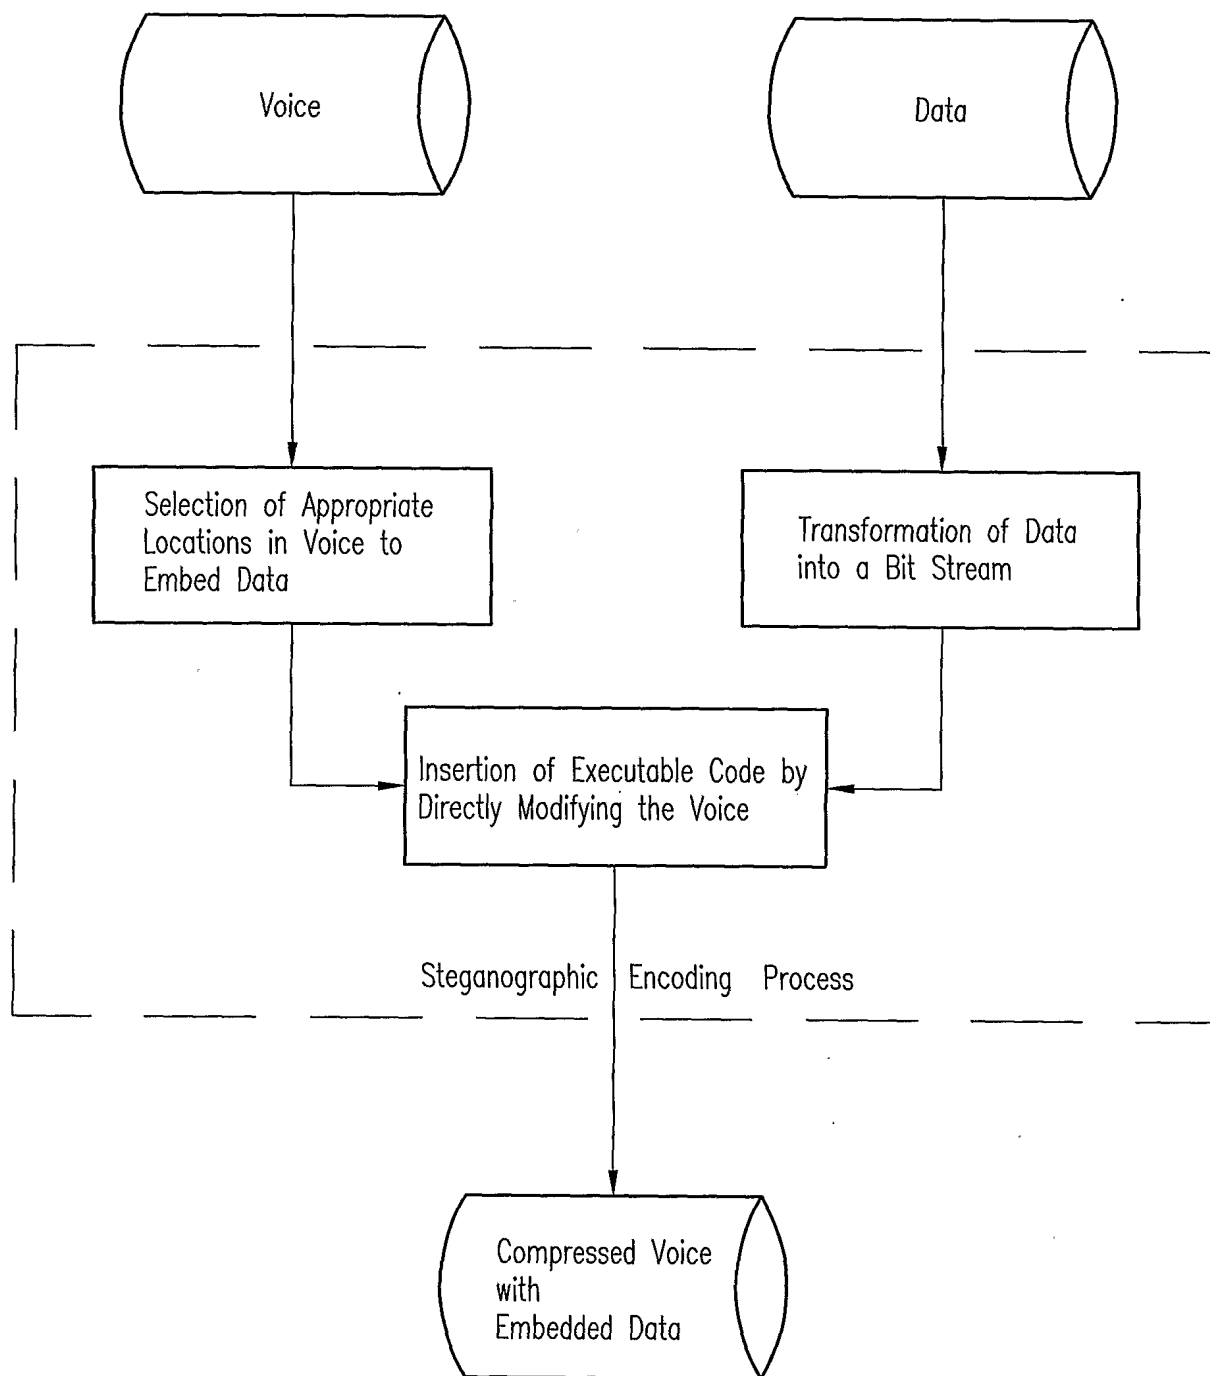 Voice
Data
Selection of Appropriate
Locations in Voice to
Embed Data
Transformation of Data
into a Bit Stream
Insertion of Executable Code by
Directly Modifying the Voice
Steganographic Encoding Process
Compressed Voice
with
Embedded Data